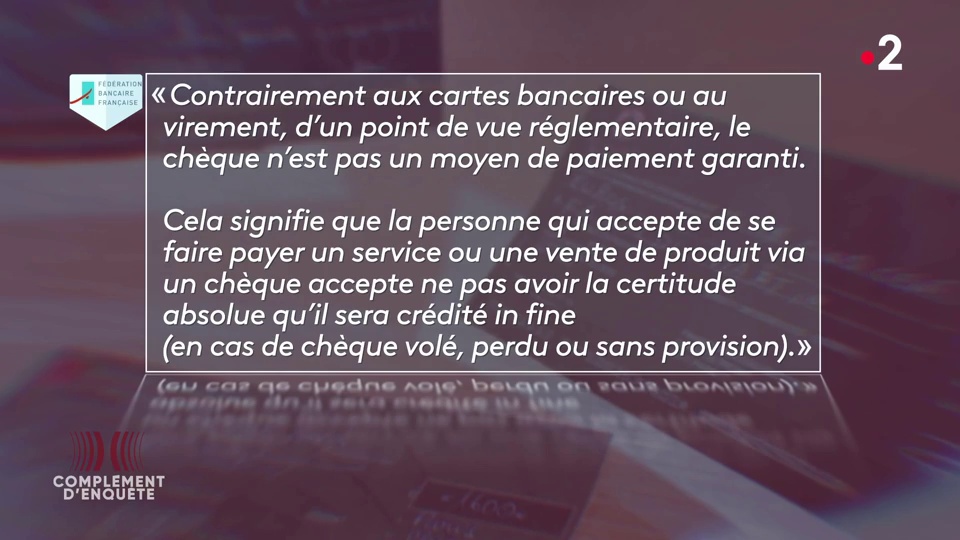 2
FÉDÉRATION
BANCAIRE
FRANÇAISE
« Contrairement aux cartes bancaires ou au
virement, d'un point de vue réglementaire, le
chèque n'est pas un moyen de paiement garanti.
Cela signifie que la personne qui accepte de se
faire payer un service ou une vente de produit via
un chèque accepte ne pas avoir la certitude
absolue qu'il sera crédité in fine
(en cas de chèque volé, perdu ou sans provision).»
COMPLÉMENT
D'ENQUÊTE